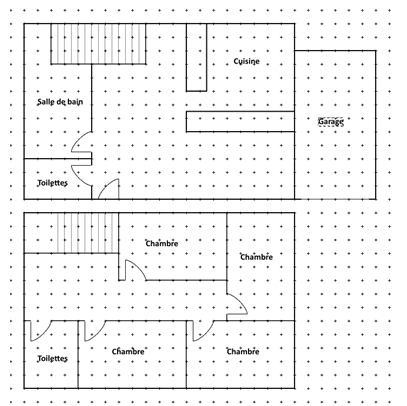 Cuisine
Salle de bain
Garage
Toilettes
Chambre
Chambre
Toilettes
Chambre
Chambre